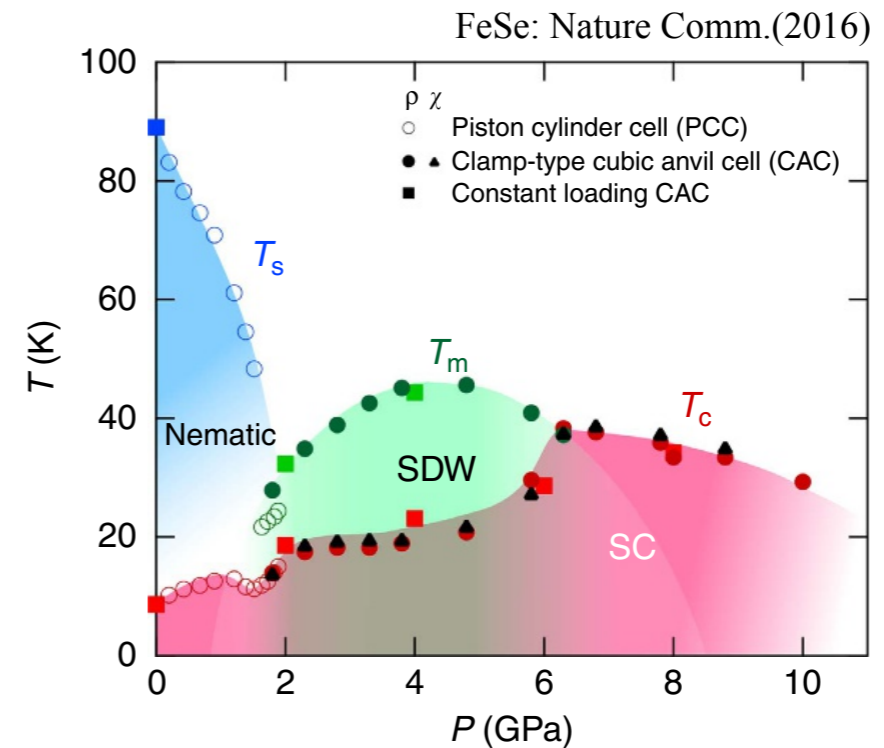 FeSe: Nature Comm.(2016)
100
80
60
40
20
0
T (K)
ρ χ
Piston cylinder cell (PCC)
Clamp-type cubic anvil cell (CAC)
Constant loading CAC
Ts
Tm
Tc
Nematic
SDW
SC
0 2 4 6 8 10
P (GPa)